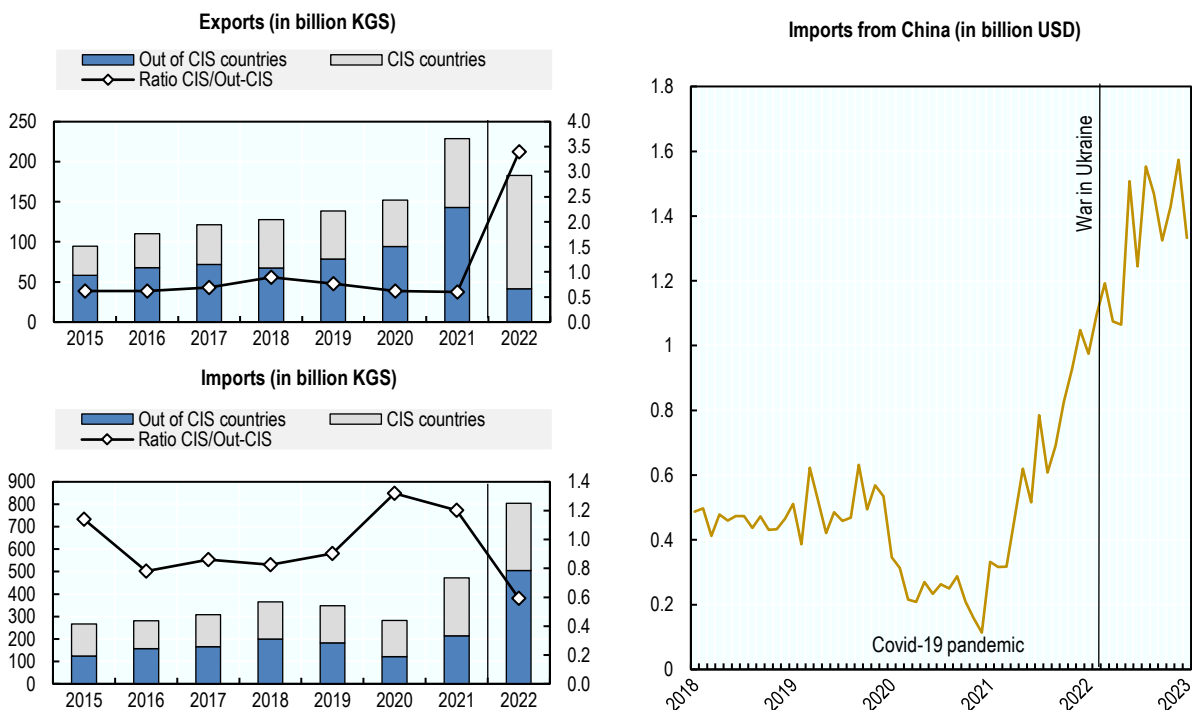 Exports (in billion KGS)
Out of CIS countries CIS countries
Ratio CIS/Out-CIS
250 4.0
3.5
200 3.0
150 2.5
2.0
100 1.5
50 1.0
0.5
0 0.0
2015 2016 2017 2018 2019 2020 2021 2022
Imports (in billion KGS)
Out of CIS countries CIS countries
Ratio CIS/Out-CIS
900 1.4
800 1.2
700
600 1.0
500 0.8
400 0.6
300 0.4
200
100 0.2
0 0.0
2015 2016 2017 2018 2019 2020 2021 2022
Imports from China (in billion USD)
1.8
1.6
1.4
1.2
1
0.8
0.6
0.4
0.2
0
War in Ukraine
Covid-19 pandemic
2018 2019 2020 2021 2022 2023